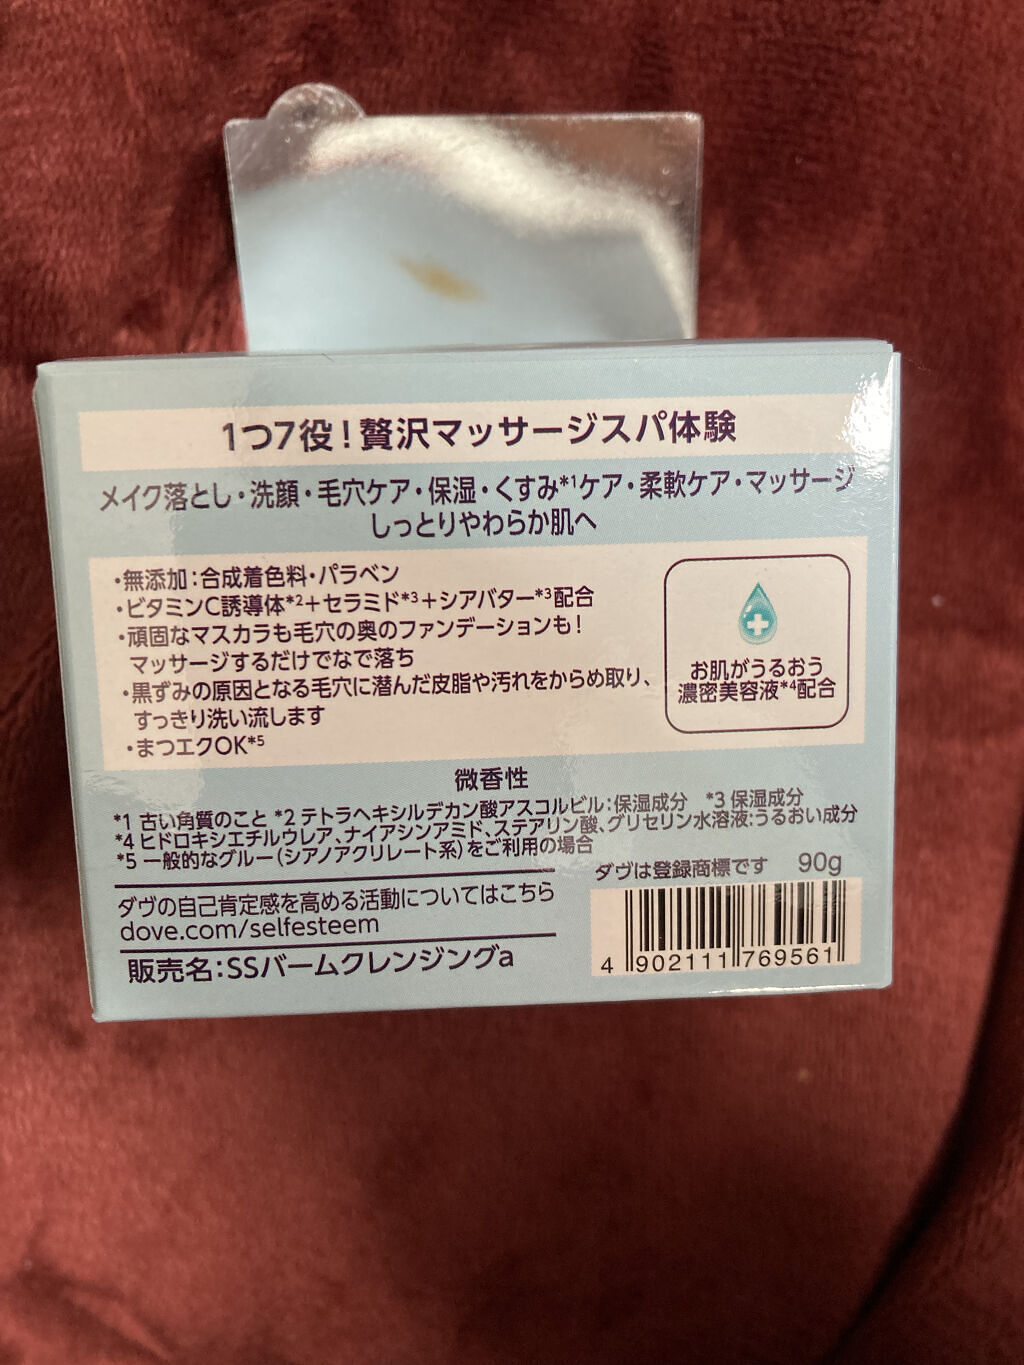 1つ7役！贅沢マッサージスパ体験
メイク落とし・洗顔・毛穴ケア・保湿・くすみ*1ケア・柔軟ケア・マッサージ
しっとりやわらか肌へ
・無添加：合成着色料・パラベン
・ビタミンC誘導体*2＋セラミド*3＋シアバター*3配合
・頑固なマスカラも毛穴の奥のファンデーションも！
マッサージするだけでなで落ち
・黒ずみの原因となる毛穴に潜んだ皮脂や汚れをからめ取り、
すっきり洗い流します
・まつエクOK*5
お肌がうるおう
濃密美容液*4配合
微香性
*1 古い角質のこと *2 テトラヘキシルデカン酸アスコルビル：保湿成分 *3 保湿成分
*4 ヒドロキシエチルウレア、ナイアシンアミド、ステアリン酸、グリセリン水溶液：うるおい成分
*5 一般的なグルー（シアノアクリレート系）をご利用の場合
ダヴは登録商標です 90g
ダヴの自己肯定感を高める活動についてはこちら
dove.com/selfesteem
販売名：SSバームクレンジングa
4 902111 769561